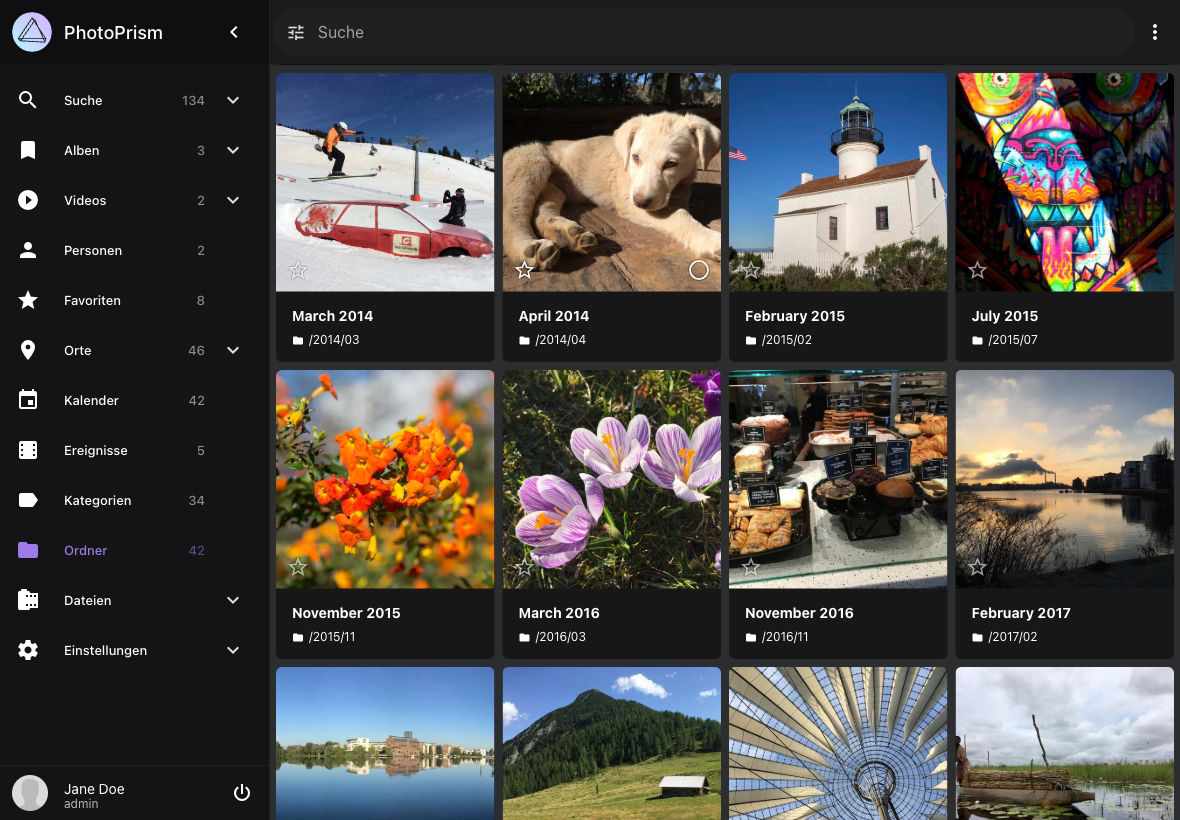 PhotoPrism
Suche
Suche 134
Alben 3
Videos 2
Personen 2
Favoriten 8
Orte 46
Kalender 42
Ereignisse 5
Kategorien 34
Ordner 42
Dateien
Einstellungen
Jane Doe
admin
March 2014
/2014/03
April 2014
/2014/04
February 2015
/2015/02
July 2015
/2015/07
November 2015
/2015/11
March 2016
/2016/03
November 2016
/2016/11
February 2017
/2017/02